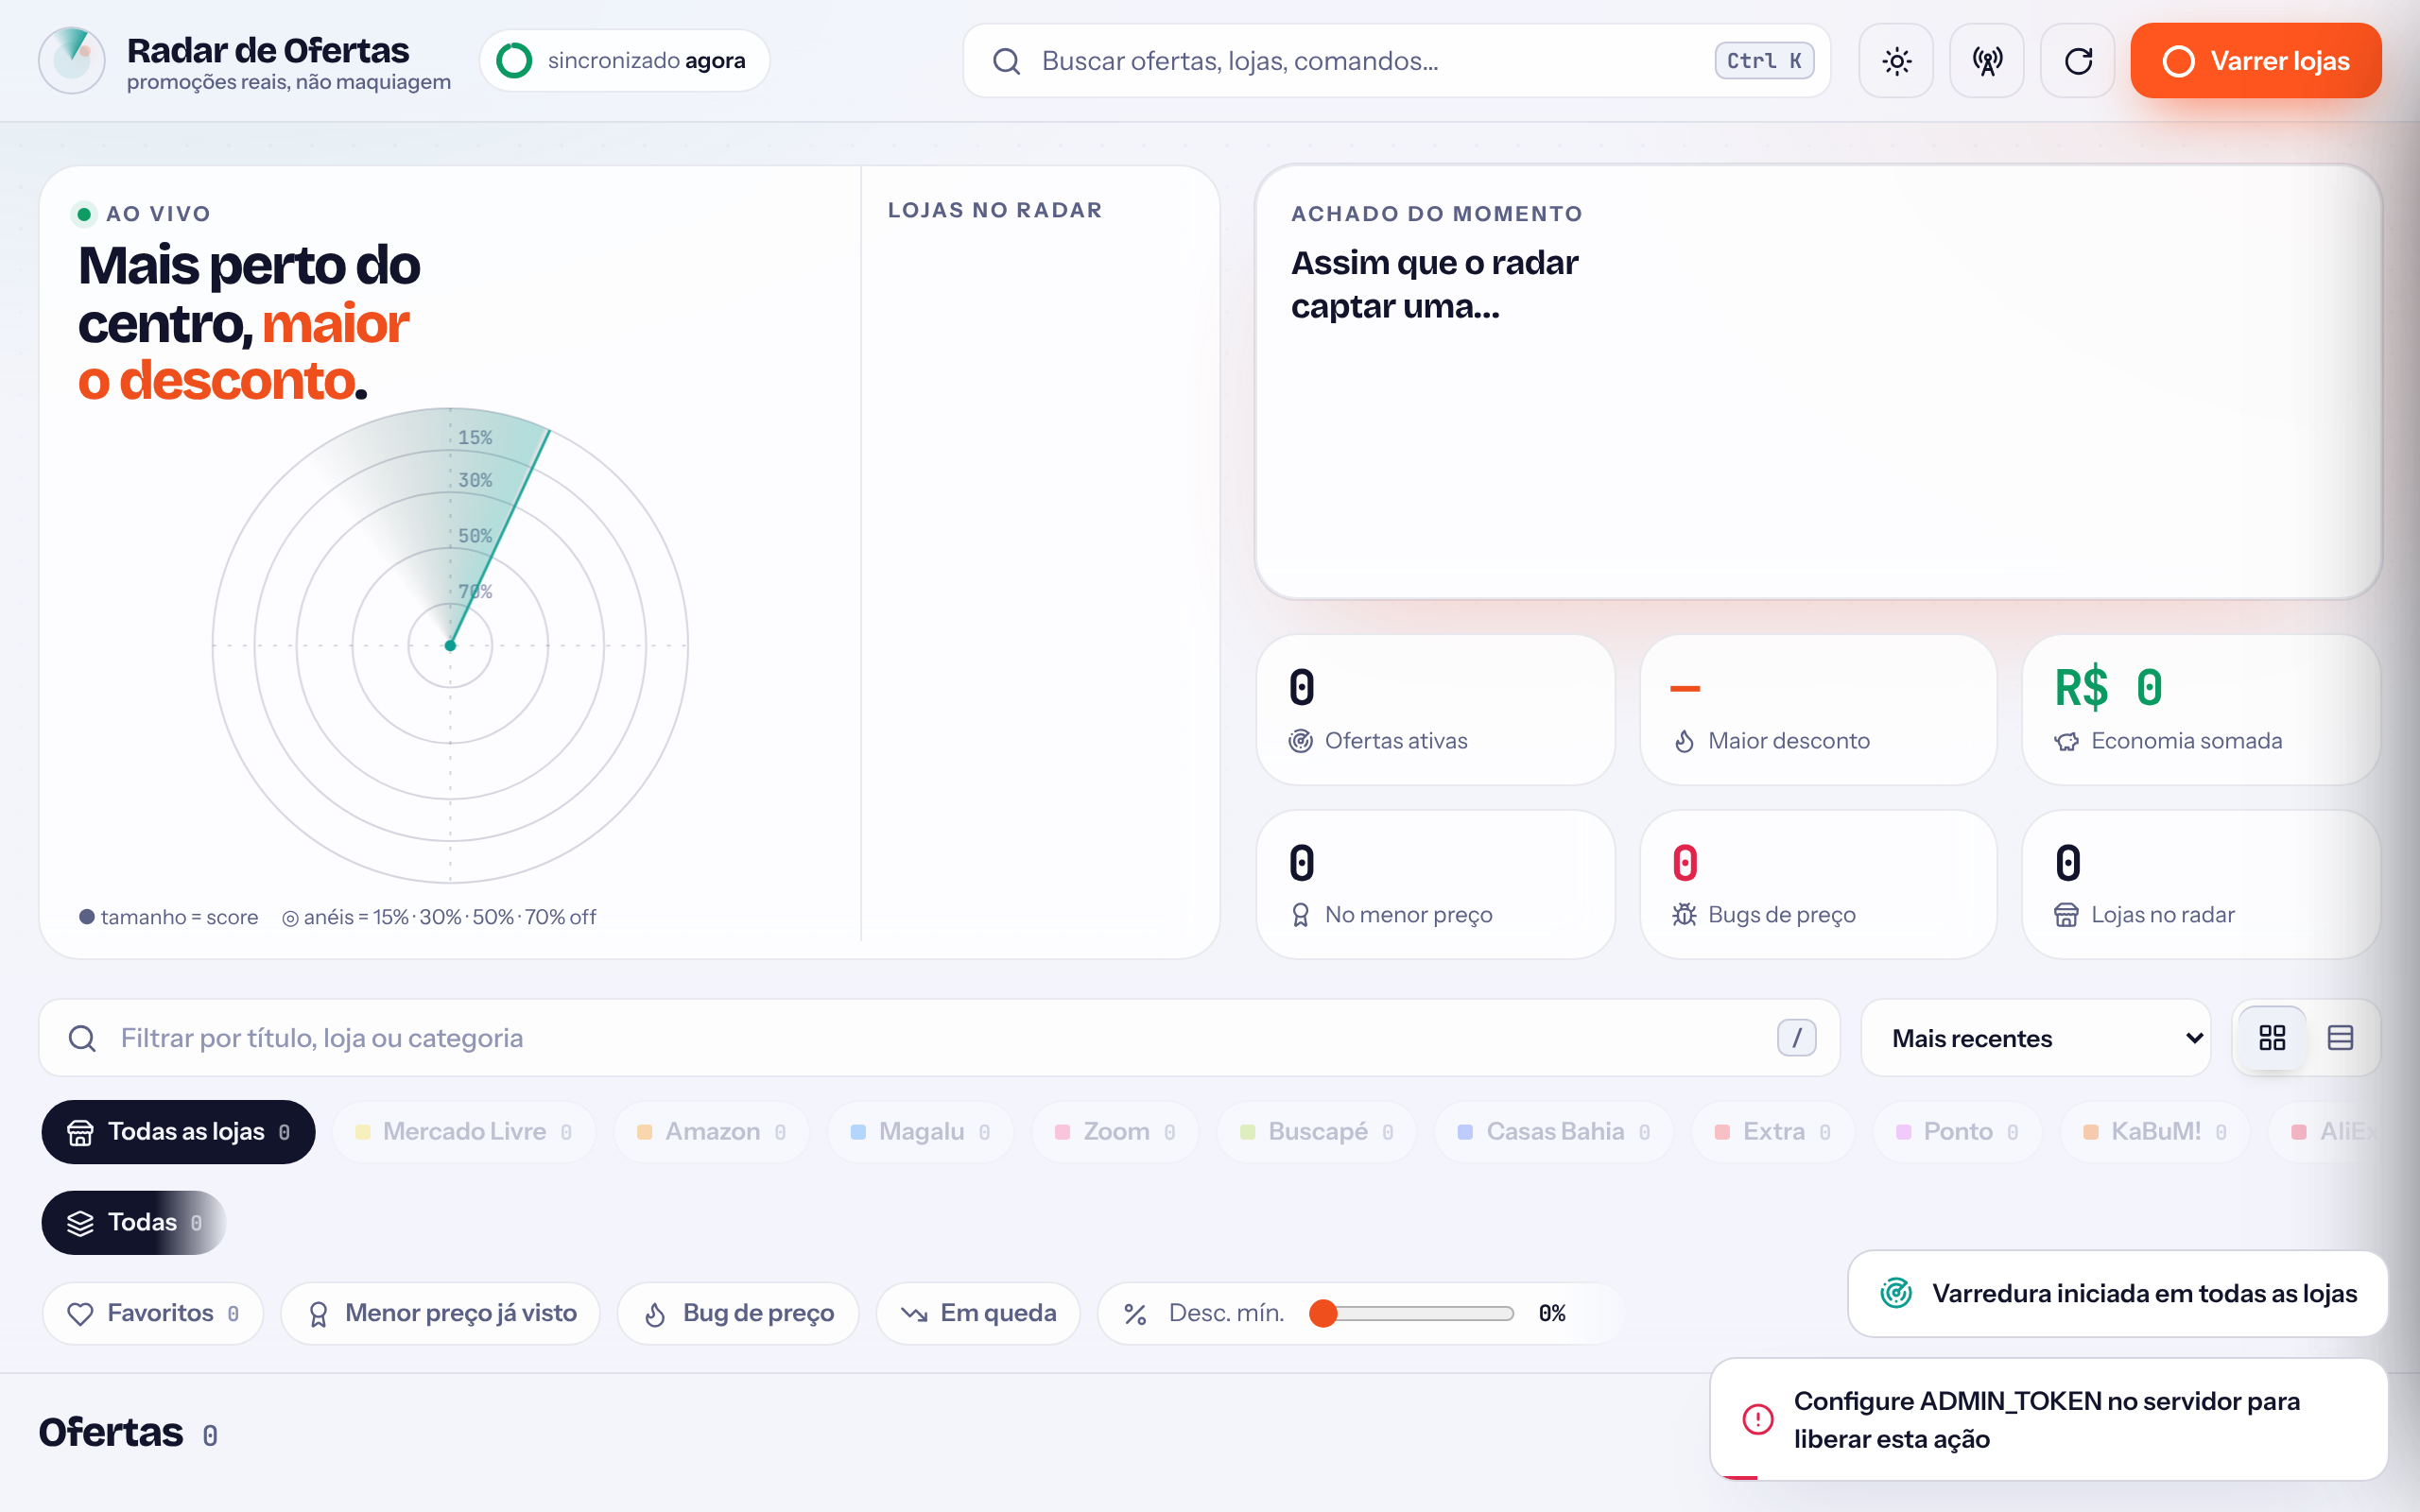 Radar de Ofertas
promoções reais, não maquiagem
sincronizado agora
Buscar ofertas, lojas, comandos...
Ctrl K
Varrer lojas
AO VIVO
Mais perto do
centro, maior
o desconto.
15%
30%
50%
70%
tamanho = score
anéis = 15% · 30% · 50% · 70% off
LOJAS NO RADAR
ACHADO DO MOMENTO
Assim que o radar
captar uma...
0
Ofertas ativas
—
Maior desconto
R$ 0
Economia somada
0
No menor preço
0
Bugs de preço
0
Lojas no radar
Filtrar por título, loja ou categoria
/
Mais recentes
Todas as lojas 0
Mercado Livre 0
Amazon 0
Magalu 0
Zoom 0
Buscapé 0
Casas Bahia 0
Extra 0
Ponto 0
KaBuM! 0
AliEx
Todas 0
Favoritos 0
Menor preço já visto
Bug de preço
Em queda
Desc. mín.
0%
Varredura iniciada em todas as lojas
Configure ADMIN_TOKEN no servidor para
liberar esta ação
Ofertas 0